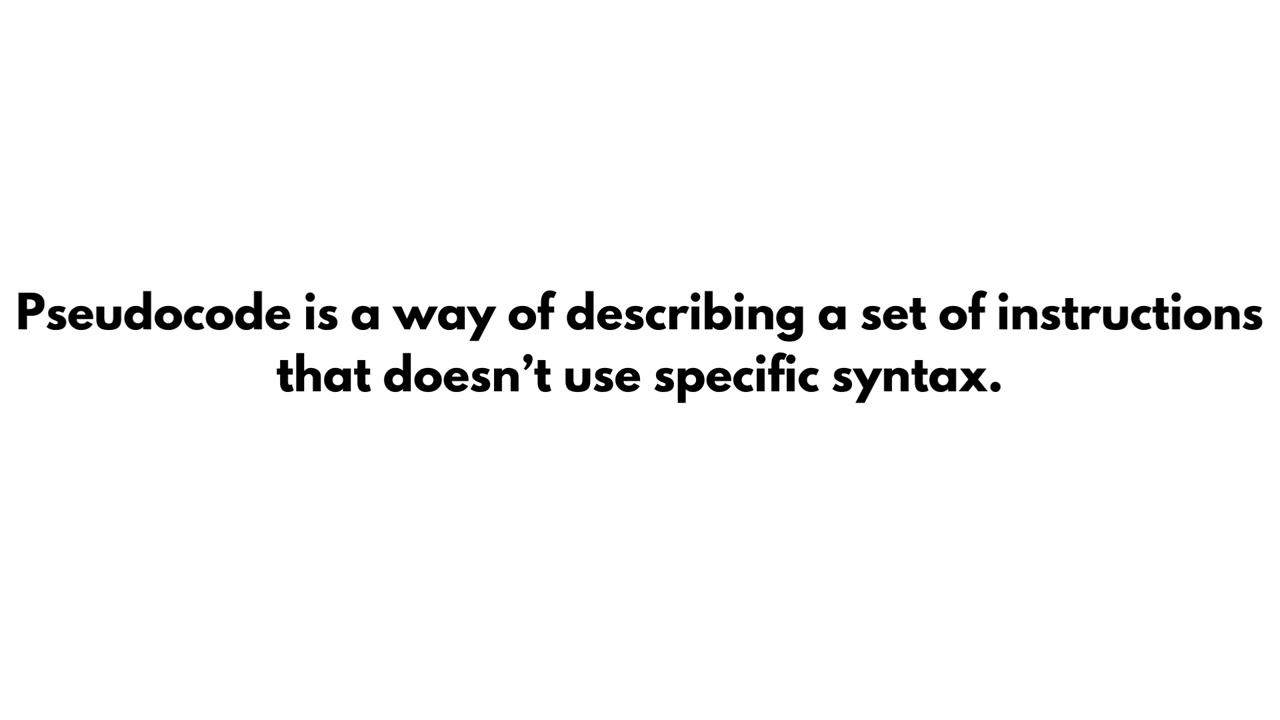 Pseudocode is a way of describing a set of instructions
that doesn’t use specific syntax.